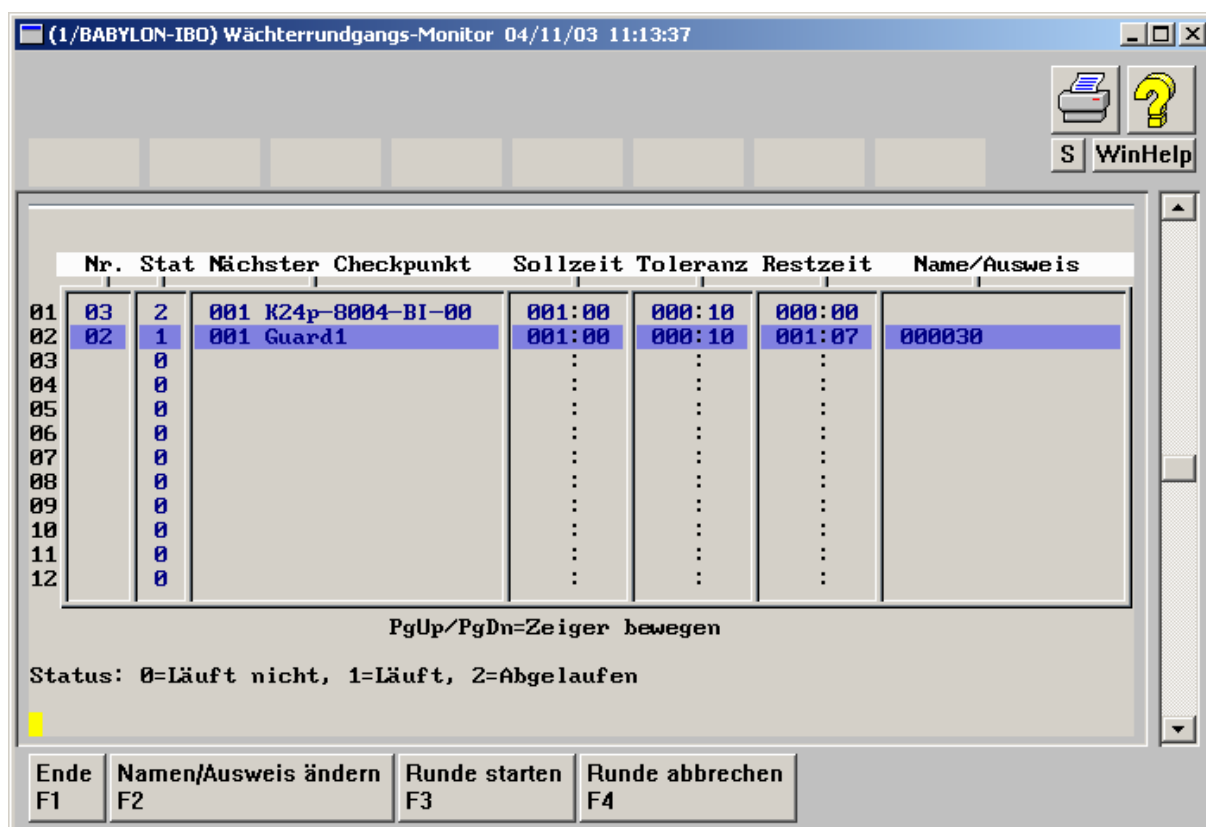 (1/BABYLON-IBO) Wächterrundgangs-Monitor 04/11/03 11:13:37
S WinHelp
Nr. Stat Nächster Checkpunkt Sollzeit Toleranz Restzeit Name/Ausweis
01 03 2 001 K24p-8004-BI-00 001:00 000:10 000:00
02 02 1 001 Guard1 001:00 000:10 001:07 000030
03 0 : : :
04 0 : : :
05 0 : : :
06 0 : : :
07 0 : : :
08 0 : : :
09 0 : : :
10 0 : : :
11 0 : : :
12 0 : : :
PgUp/PgDn=Zeiger bewegen
Status: 0=Läuft nicht, 1=Läuft, 2=Abgelaufen
Ende Namen/Ausweis ändern Runde starten Runde abbrechen
F1 F2 F3 F4